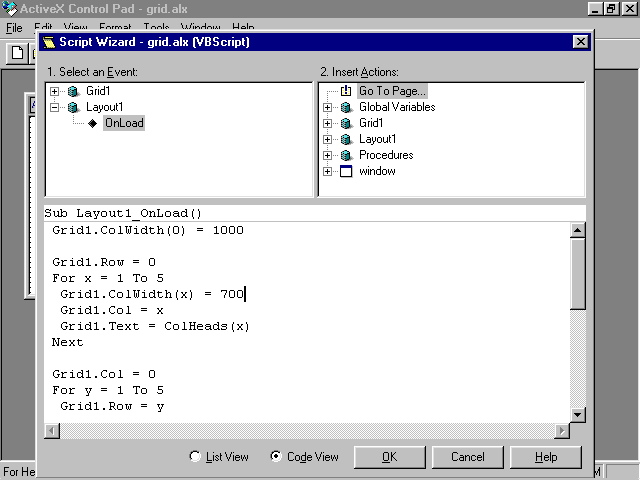 ActiveX Control Pad - grid.alx
File Edit View Format Tools Window Help
Script Wizard - grid.alx (VBScript)
1. Select an Event:
2. Insert Actions:
Grid1
Layout1
OnLoad
Go To Page...
Global Variables
Grid1
Layout1
Procedures
window
Sub Layout1_OnLoad()
Grid1.ColWidth(0) = 1000
Grid1.Row = 0
For x = 1 To 5
Grid1.ColWidth(x) = 700
Grid1.Col = x
Grid1.Text = ColHeads(x)
Next
Grid1.Col = 0
For y = 1 To 5
Grid1.Row = y
List View
Code View
OK
Cancel
Help
For He